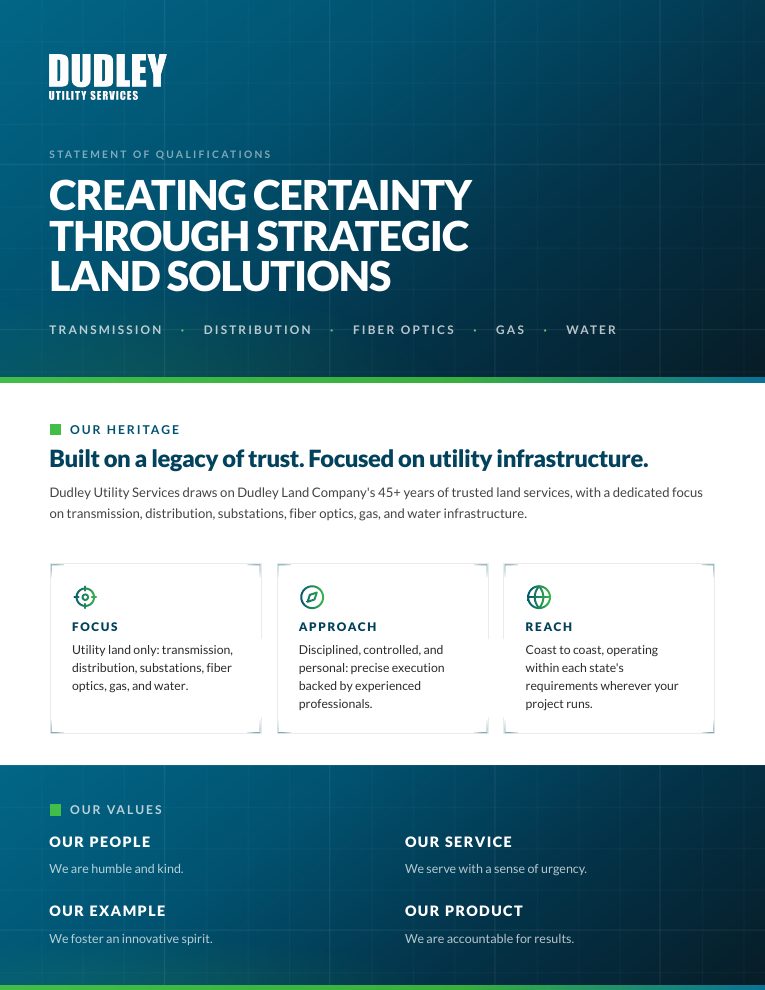 DUDLEY
UTILITY SERVICES
STATEMENT OF QUALIFICATIONS
CREATING CERTAINTY
THROUGH STRATEGIC
LAND SOLUTIONS
TRANSMISSION · DISTRIBUTION · FIBER OPTICS · GAS · WATER
OUR HERITAGE
Built on a legacy of trust. Focused on utility infrastructure.
Dudley Utility Services draws on Dudley Land Company's 45+ years of trusted land services, with a dedicated focus
on transmission, distribution, substations, fiber optics, gas, and water infrastructure.
FOCUS
Utility land only: transmission,
distribution, substations, fiber
optics, gas, and water.
APPROACH
Disciplined, controlled, and
personal: precise execution
backed by experienced
professionals.
REACH
Coast to coast, operating
within each state's
requirements wherever your
project runs.
OUR VALUES
OUR PEOPLE
We are humble and kind.
OUR SERVICE
We serve with a sense of urgency.
OUR EXAMPLE
We foster an innovative spirit.
OUR PRODUCT
We are accountable for results.